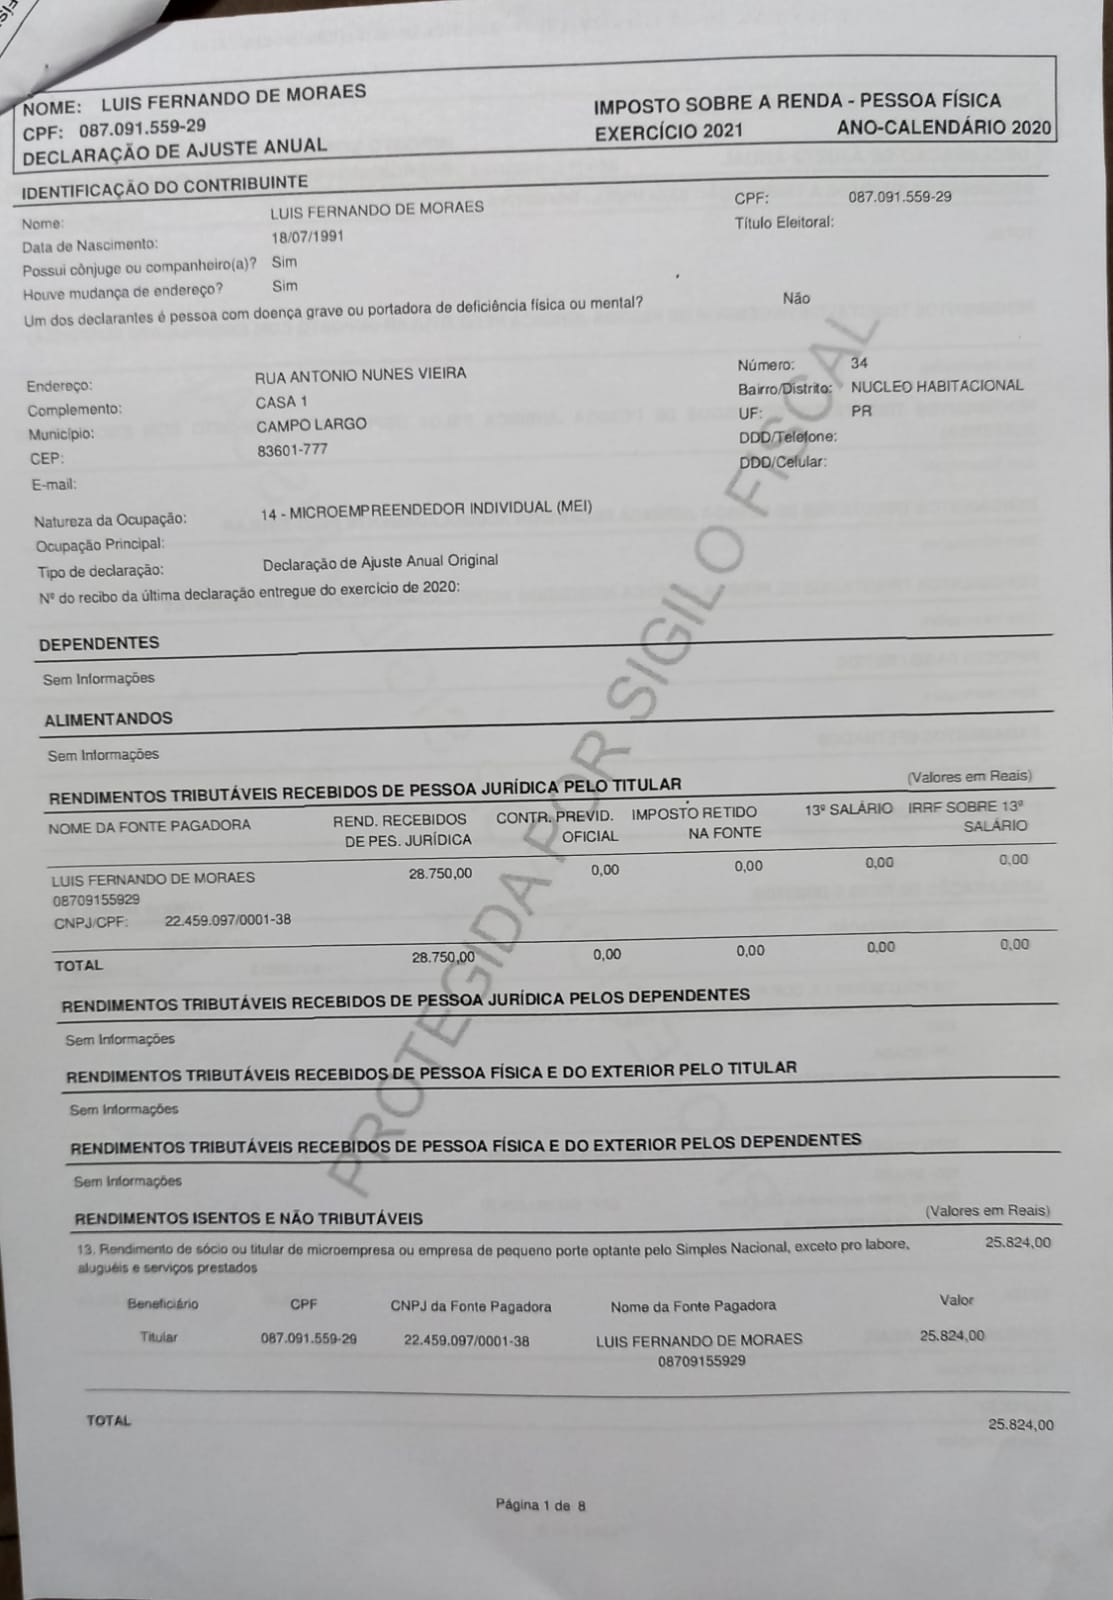 NOME: LUIS FERNANDO DE MORAES
CPF: 087.091.559-29
DECLARAÇÃO DE AJUSTE ANUAL
IMPOSTO SOBRE A RENDA - PESSOA FÍSICA
EXERCÍCIO 2021 ANO-CALENDÁRIO 2020
IDENTIFICAÇÃO DO CONTRIBUINTE
Nome: LUIS FERNANDO DE MORAES CPF: 087.091.559-29
Data de Nascimento: 18/07/1991 Título Eleitoral:
Possui cônjuge ou companheiro(a)? Sim
Houve mudança de endereço? Sim
Um dos declarantes é pessoa com doença grave ou portadora de deficiência física ou mental? Não
Endereço: RUA ANTONIO NUNES VIEIRA Número: 34
Complemento: CASA 1 Bairro/Distrito: NUCLEO HABITACIONAL
Município: CAMPO LARGO UF: PR
CEP: 83601-777 DDD/Telefone:
E-mail: DDD/Celular:
Natureza da Ocupação: 14 - MICROEMPREENDEDOR INDIVIDUAL (MEI)
Ocupação Principal:
Tipo de declaração: Declaração de Ajuste Anual Original
Nº do recibo da última declaração entregue do exercício de 2020:
DEPENDENTES
Sem Informações
ALIMENTANDOS
Sem Informações
RENDIMENTOS TRIBUTÁVEIS RECEBIDOS DE PESSOA JURÍDICA PELO TITULAR (Valores em Reais)
NOME DA FONTE PAGADORA REND. RECEBIDOS CONTR. PREVID. IMPOSTO RETIDO 13º SALÁRIO IRRF SOBRE 13º
DE PES. JURÍDICA OFICIAL NA FONTE SALÁRIO
LUIS FERNANDO DE MORAES 28.750,00 0,00 0,00 0,00 0,00
08709155929
CNPJ/CPF: 22.459.097/0001-38
TOTAL 28.750,00 0,00 0,00 0,00 0,00
RENDIMENTOS TRIBUTÁVEIS RECEBIDOS DE PESSOA JURÍDICA PELOS DEPENDENTES
Sem Informações
RENDIMENTOS TRIBUTÁVEIS RECEBIDOS DE PESSOA FÍSICA E DO EXTERIOR PELO TITULAR
Sem Informações
RENDIMENTOS TRIBUTÁVEIS RECEBIDOS DE PESSOA FÍSICA E DO EXTERIOR PELOS DEPENDENTES
Sem Informações
RENDIMENTOS ISENTOS E NÃO TRIBUTÁVEIS (Valores em Reais)
13. Rendimento de sócio ou titular de microempresa ou empresa de pequeno porte optante pelo Simples Nacional, exceto pro labore, 25.824,00
aluguéis e serviços prestados
Beneficiário CPF CNPJ da Fonte Pagadora Nome da Fonte Pagadora Valor
Titular 087.091.559-29 22.459.097/0001-38 LUIS FERNANDO DE MORAES 25.824,00
08709155929
TOTAL 25.824,00
Página 1 de 8
PROTEGIDA POR SIGILO FISCAL